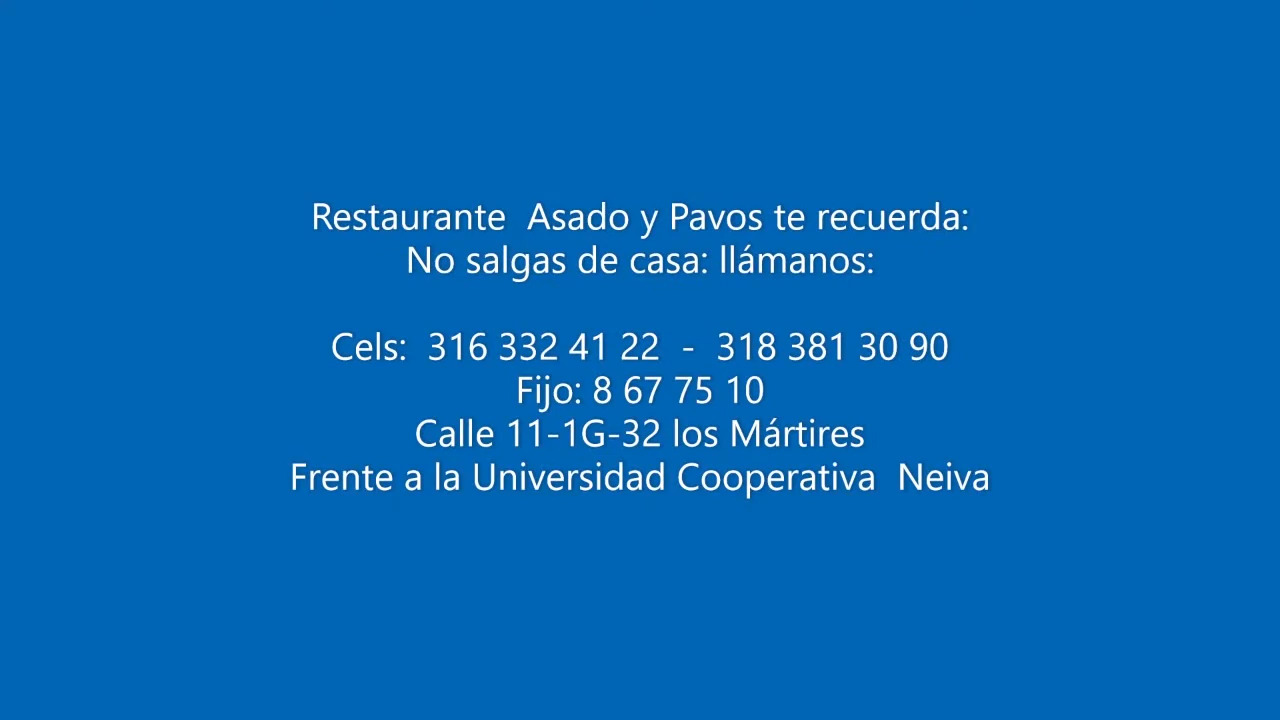 Restaurante  Asado y Pavos te recuerda:
No salgas de casa: llámanos:
Cels:  316 332 41 22  -  318 381 30 90
Fijo: 8 67 75 10
Calle 11-1G-32 los Mártires
Frente a la Universidad Cooperativa  Neiva